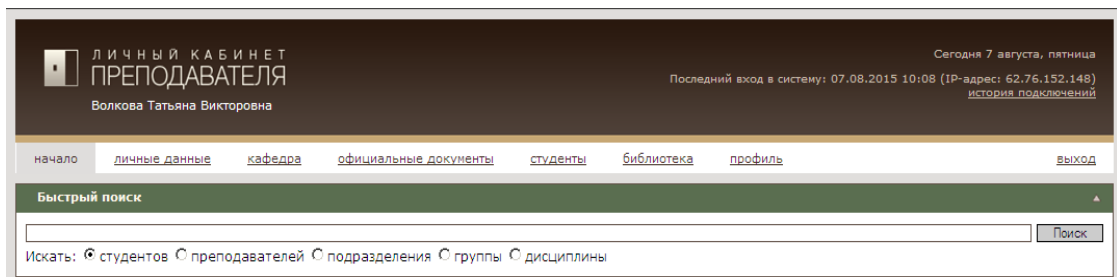 ЛИЧНЫЙ КАБИНЕТ
ПРЕПОДАВАТЕЛЯ
Волкова Татьяна Викторовна
Сегодня 7 августа, пятница
Последний вход в систему: 07.08.2015 10:08 (IP-адрес: 62.76.152.148)
история подключений
начало личные данные кафедра официальные документы студенты библиотека профиль выход
Быстрый поиск
Поиск
Искать: студентов преподавателей подразделения группы дисциплины